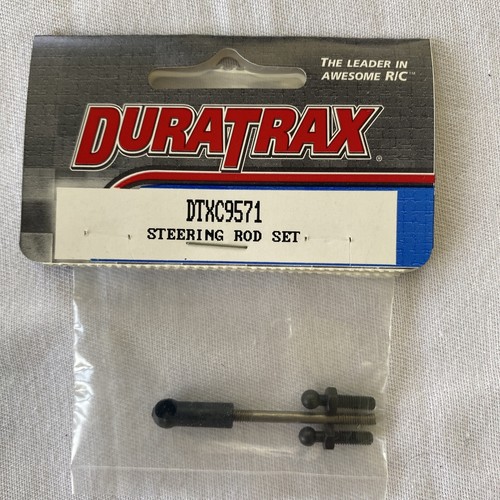 THE LEADER IN
AWESOME R/C™
DURATRAX®
DTXC9571
STEERING ROD SET